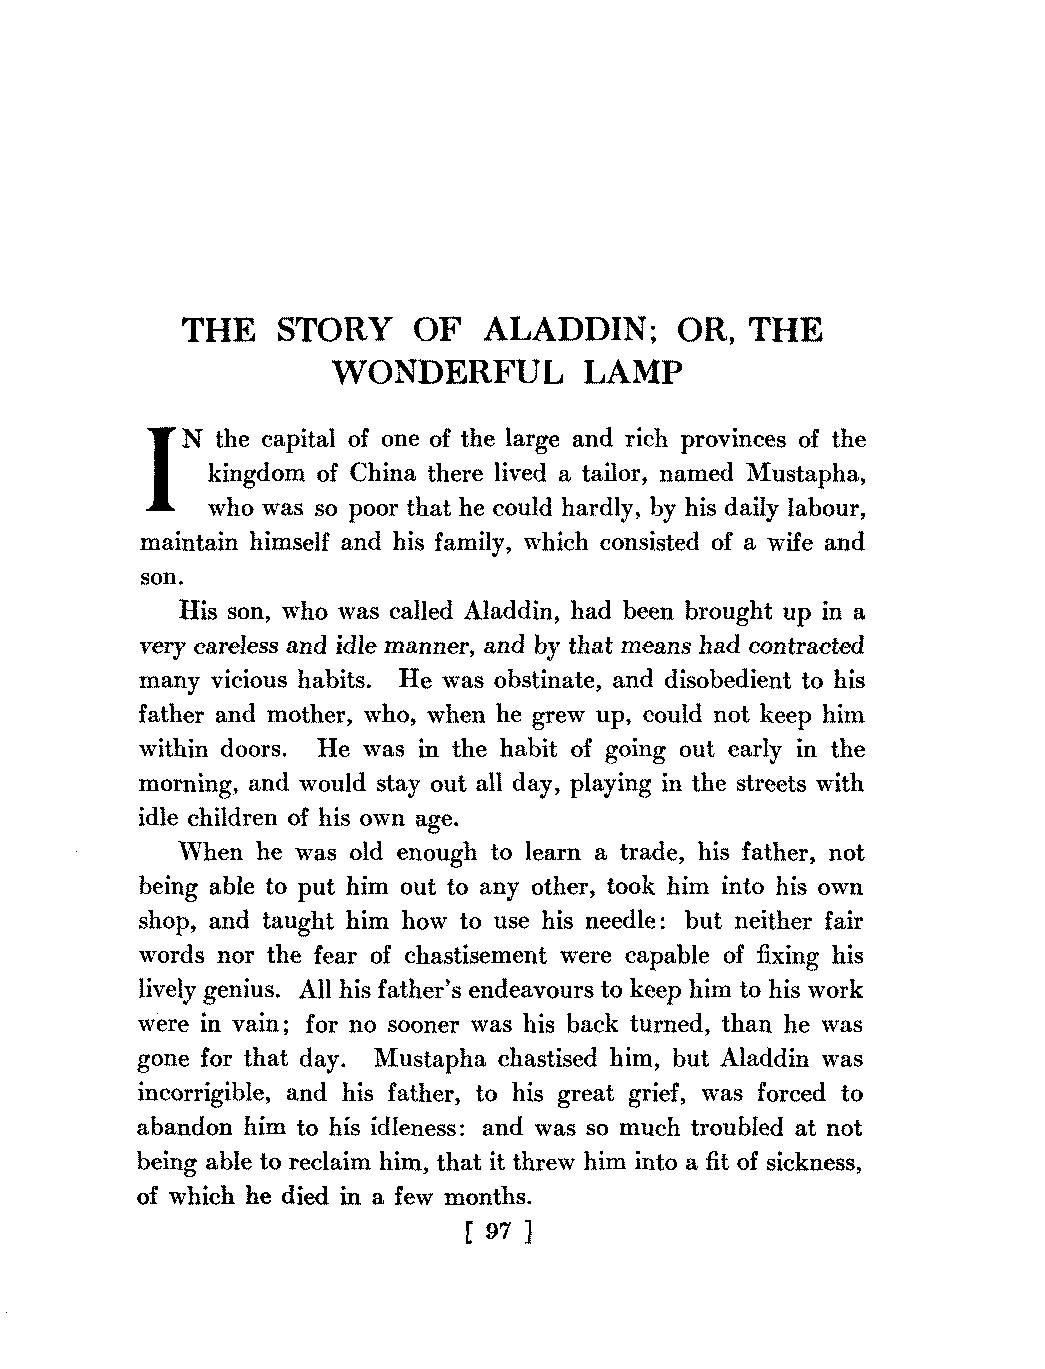 THE STORY OF ALADDIN; OR, THE
WONDERFUL LAMP
IN the capital of one of the large and rich provinces of the
kingdom of China there lived a tailor, named Mustapha,
who was so poor that he could hardly, by his daily labour,
maintain himself and his family, which consisted of a wife and
son.
His son, who was called Aladdin, had been brought up in a
very careless and idle manner, and by that means had contracted
many vicious habits. He was obstinate, and disobedient to his
father and mother, who, when he grew up, could not keep him
within doors. He was in the habit of going out early in the
morning, and would stay out all day, playing in the streets with
idle children of his own age.
When he was old enough to learn a trade, his father, not
being able to put him out to any other, took him into his own
shop, and taught him how to use his needle: but neither fair
words nor the fear of chastisement were capable of fixing his
lively genius. All his father's endeavours to keep him to his work
were in vain; for no sooner was his back turned, than he was
gone for that day. Mustapha chastised him, but Aladdin was
incorrigible, and his father, to his great grief, was forced to
abandon him to his idleness: and was so much troubled at not
being able to reclaim him, that it threw him into a fit of sickness,
of which he died in a few months.
[ 97 ]